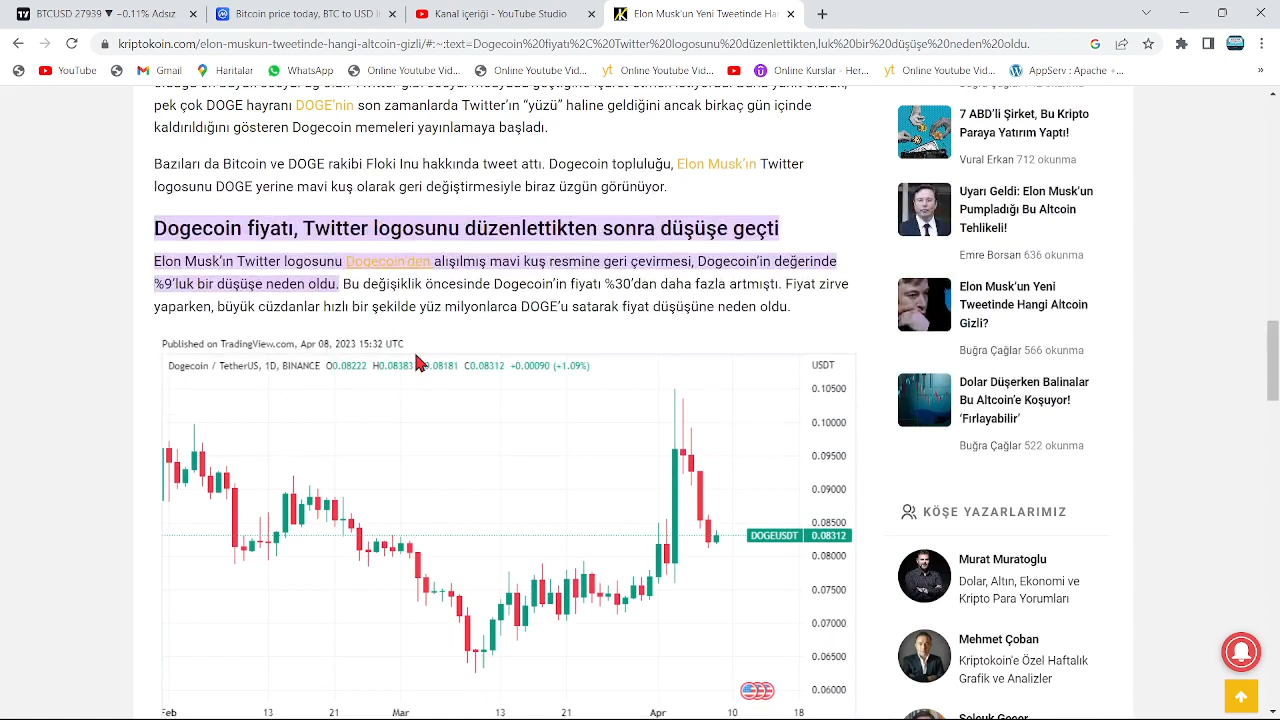 BTCUSD 27939 ▼ −0.11% 
Bitcoin price today, BTC to USD li
Kanal içeriği - YouTube
Elon Musk'un Yeni Tweetinde Ha
kriptokoin.com/elon-muskun-tweetinde-hangi-altcoin-gizli/#:~:text=Dogecoin%20fiyatı%2C%20Twitter%20logosunu%20düzenlettikten,luk%20bir%20düşüşe%20neden%20oldu.
YouTube
Gmail
Haritalar
WhatsApp
Online Youtube Vid...
Online Youtube Vid...
Online Youtube Vid...
Online Kurslar - Her...
Online Youtube Vid...
AppServ : Apache +...
»
pek çok DOGE hayranı DOGE'nin son zamanlarda Twitter'ın “yüzü” haline geldiğini ancak birkaç gün içinde
kaldırıldığını gösteren Dogecoin memeleri yayınlamaya başladı.
Bazıları da Bitcoin ve DOGE rakibi Floki Inu hakkında tweet attı. Dogecoin topluluğu, Elon Musk'ın Twitter
logosunu DOGE yerine mavi kuş olarak geri değiştirmesiyle biraz üzgün görünüyor.
Dogecoin fiyatı, Twitter logosunu düzenlettikten sonra düşüşe geçti
Elon Musk'ın Twitter logosunu Dogecoin'den alışılmış mavi kuş resmine geri çevirmesi, Dogecoin'in değerinde
%9'luk bir düşüşe neden oldu. Bu değişiklik öncesinde Dogecoin'in fiyatı %30'dan daha fazla artmıştı. Fiyat zirve
yaparken büyük cüzdanlar hızlı bir şekilde yüz milyonlarca DOGE'u satarak fiyat düşüşüne neden oldu.
Published on TradingView.com, Apr 08, 2023 15:32 UTC
Dogecoin / TetherUS, 1D, BINANCE O0.08222 H0.08383 0.08181 C0.08312 +0.00090 (+1.09%)
USDT
0.10500
0.10000
0.09500
0.09000
0.08500
DOGEUSDT 0.08312
0.08000
0.07500
0.07000
0.06500
0.06000
Feb 13 21 Mar 13 21 Apr 10 18
7 ABD'li Şirket, Bu Kripto
Paraya Yatırım Yaptı!
Vural Erkan 712 okunma
Uyarı Geldi: Elon Musk'un
Pumpladığı Bu Altcoin
Tehlikeli!
Emre Borsan 636 okunma
Elon Musk'un Yeni
Tweetinde Hangi Altcoin
Gizli?
Buğra Çağlar 566 okunma
Dolar Düşerken Balinalar
Bu Altcoin'e Koşuyor!
‘Fırlayabilir’
Buğra Çağlar 522 okunma
KÖŞE YAZARLARIMIZ
Murat Muratoglu
Dolar, Altın, Ekonomi ve
Kripto Para Yorumları
Mehmet Çoban
Kriptokoin'e Özel Haftalık
Grafik ve Analizler
Selçuk Geçer